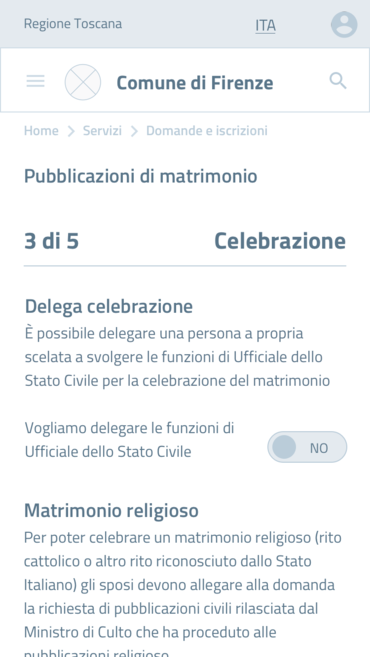 Regione Toscana
ITA
Comune di Firenze
Home
Servizi
Domande e iscrizioni
Pubblicazioni di matrimonio
3 di 5
Celebrazione
Delega celebrazione
È possibile delegare una persona a propria
scelata a svolgere le funzioni di Ufficiale dello
Stato Civile per la celebrazione del matrimonio
Vogliamo delegare le funzioni di
Ufficiale dello Stato Civile
NO
Matrimonio religioso
Per poter celebrare un matrimonio religioso (rito
cattolico o altro rito riconosciuto dallo Stato
Italiano) gli sposi devono allegare alla domanda
la richiesta di pubblicazioni civili rilasciata dal
Ministro di Culto che ha proceduto alle
pubblicazioni religioso